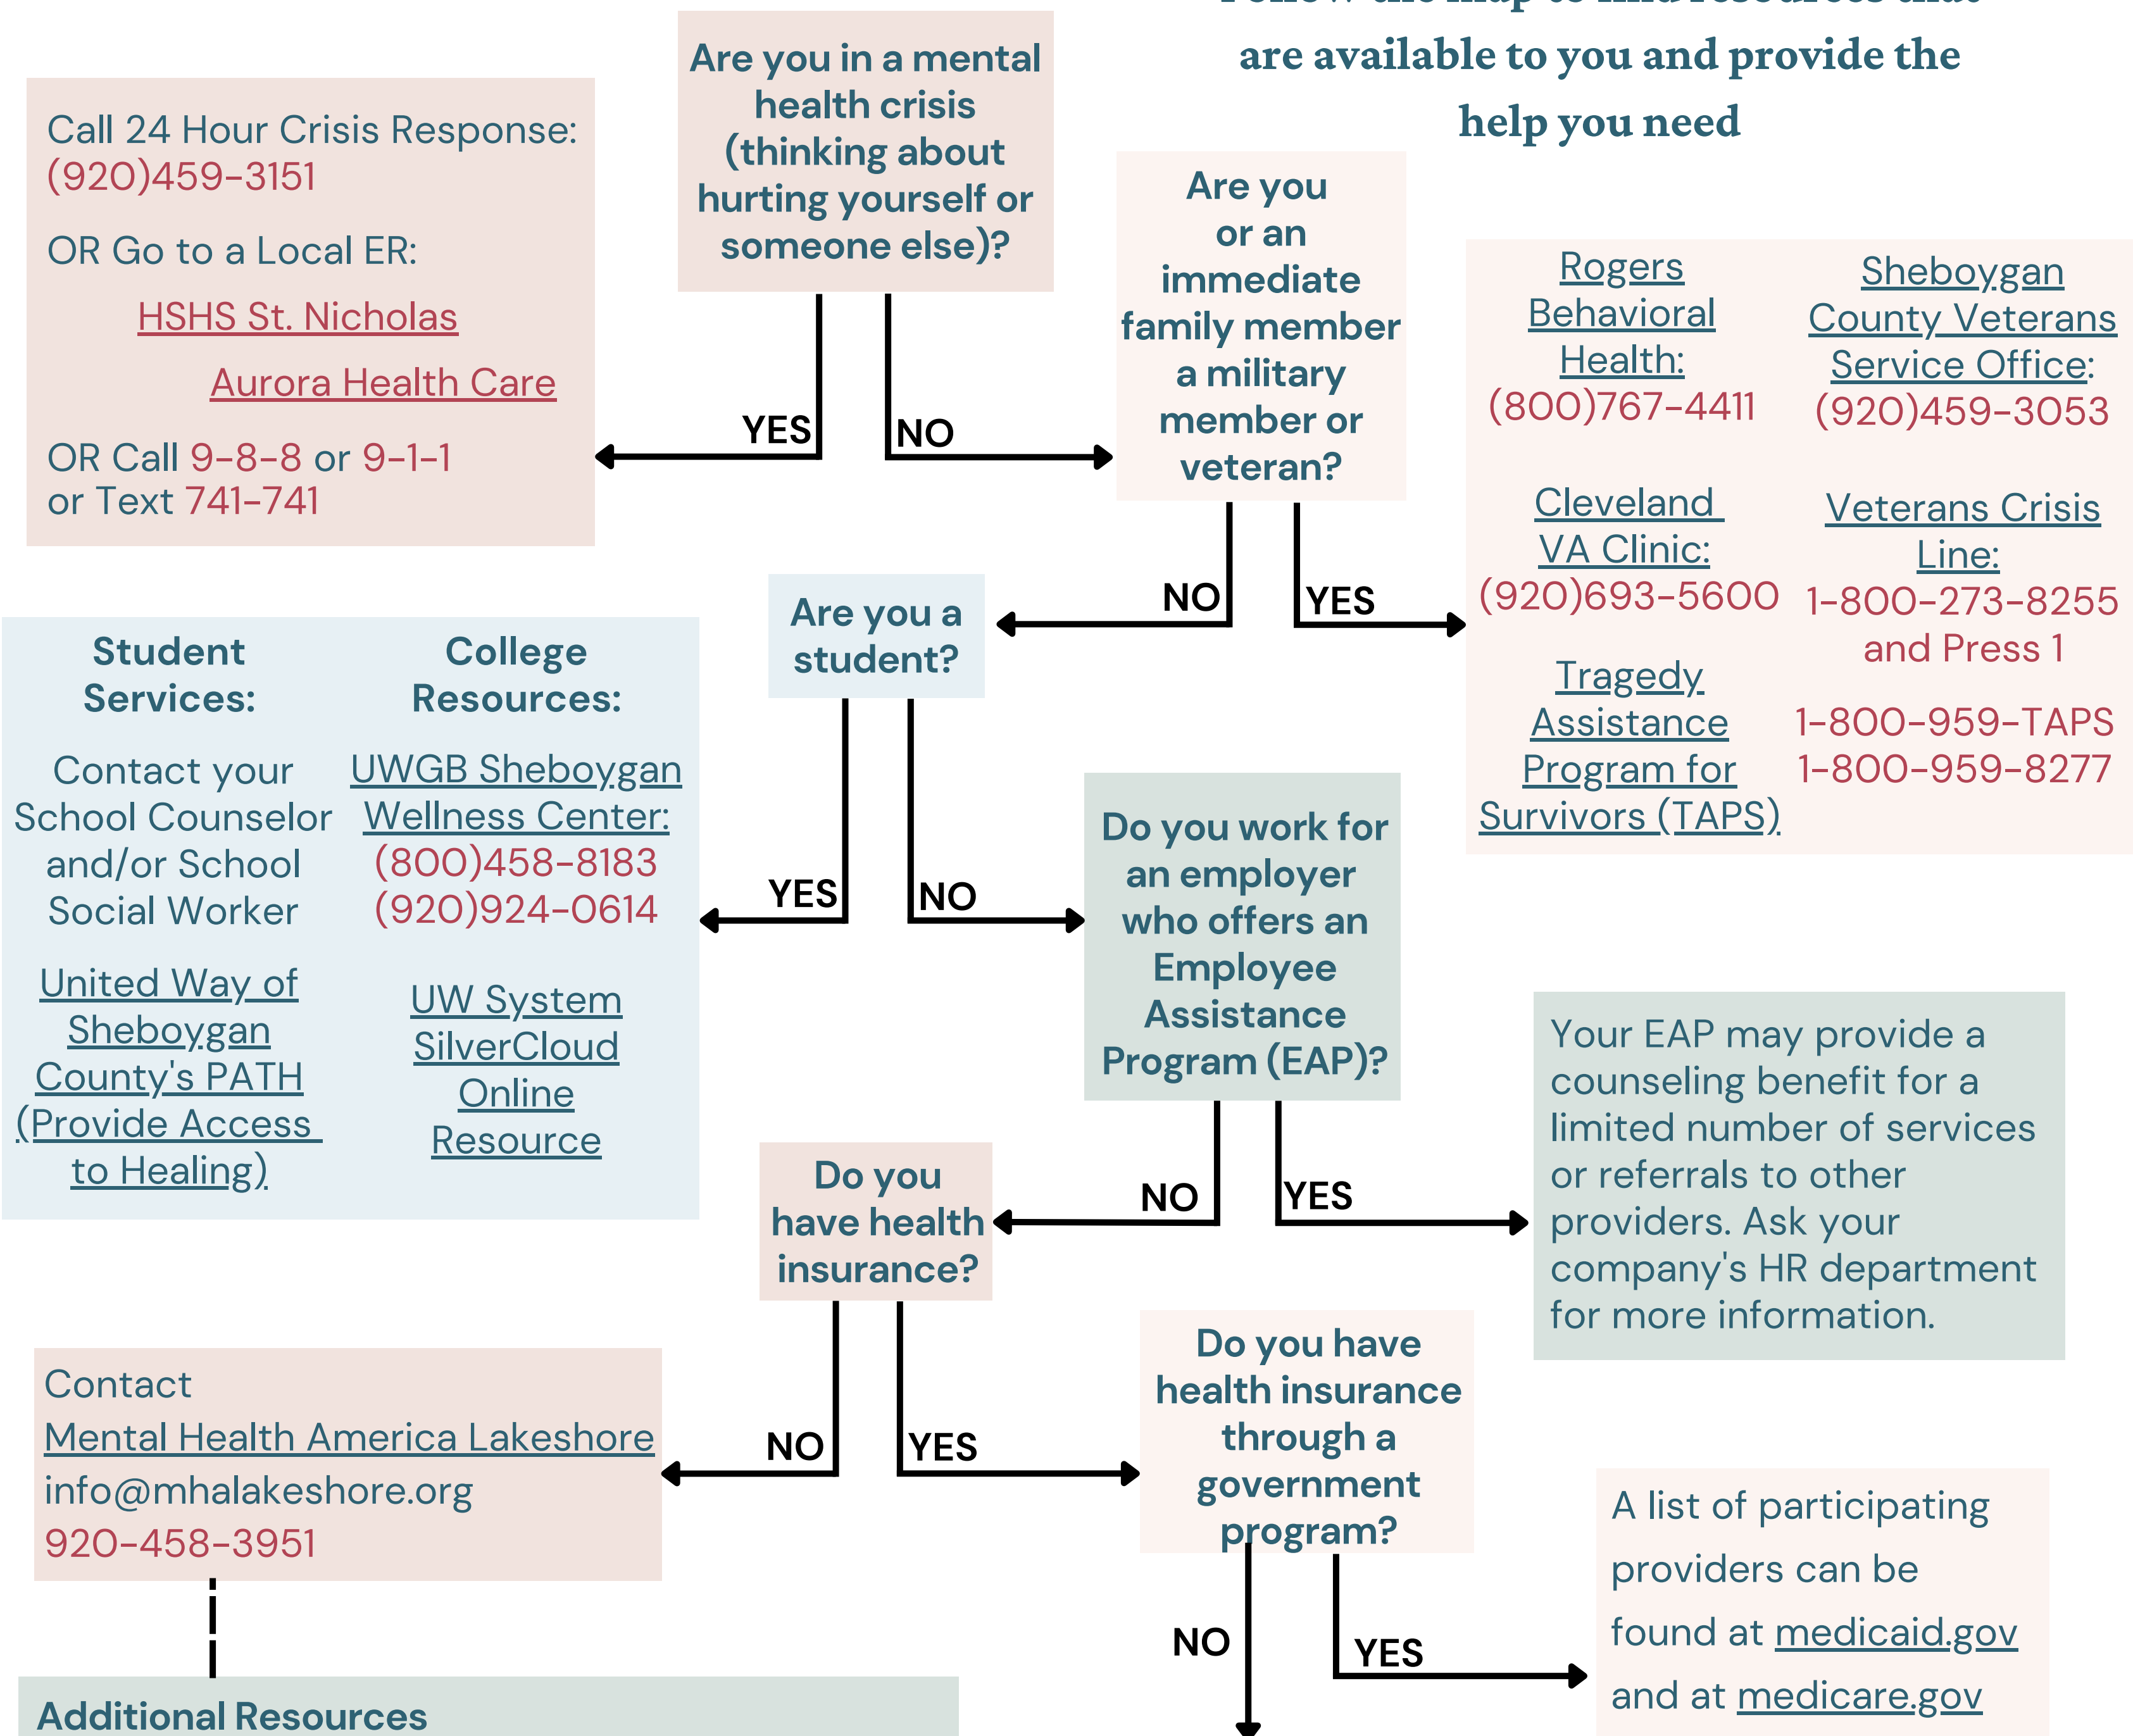 Follow the map to find resources that
are available to you and provide the
help you need
Are you in a mental
health crisis
(thinking about
hurting yourself or
someone else)?
YES
NO
Call 24 Hour Crisis Response:
(920)459-3151
OR Go to a Local ER:
HSHS St. Nicholas
Aurora Health Care
OR Call 9-8-8 or 9-1-1
or Text 741-741
Are you
or an
immediate
family member
a military
member or
veteran?
NO
YES
Rogers
Behavioral
Health:
(800)767-4411
Sheboygan
County Veterans
Service Office:
(920)459-3053
Cleveland
VA Clinic:
(920)693-5600
Veterans Crisis
Line:
1-800-273-8255
and Press 1
Tragedy
Assistance
Program for
Survivors (TAPS)
1-800-959-TAPS
1-800-959-8277
Are you a
student?
YES
NO
Student
Services:
Contact your
School Counselor
and/or School
Social Worker
United Way of
Sheboygan
County's PATH
(Provide Access
to Healing)
College
Resources:
UWGB Sheboygan
Wellness Center:
(800)458-8183
(920)924-0614
UW System
SilverCloud
Online
Resource
Do you work for
an employer
who offers an
Employee
Assistance
Program (EAP)?
NO
YES
Your EAP may provide a
counseling benefit for a
limited number of services
or referrals to other
providers. Ask your
company's HR department
for more information.
Do you
have health
insurance?
NO
YES
Contact
Mental Health America Lakeshore
info@mhalakeshore.org
920-458-3951
Do you have
health insurance
through a
government
program?
NO
YES
A list of participating
providers can be
found at medicaid.gov
and at medicare.gov
Additional Resources